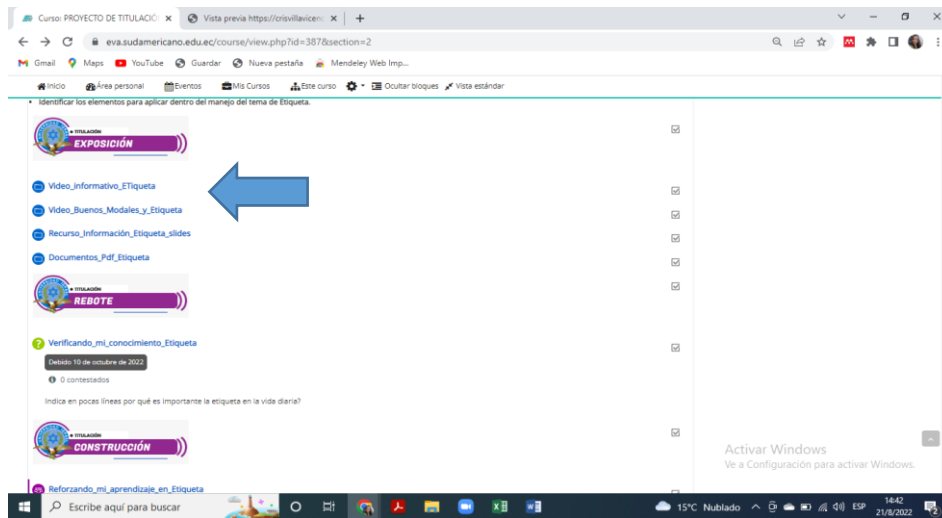 Curso: PROYECTO DE TITULACIÓ
Vista previa https://crisvillavicenc
eva.sudamericano.edu.ec/course/view.php?id=387&section=2
Gmail Maps YouTube Guardar Nueva pestaña Mendeley Web Imp...
Inicio Área personal Eventos Mis Cursos Este curso Ocultar bloques Vista estándar
Identificar los elementos para aplicar dentro del manejo del tema de Etiqueta.
TITULACIÓN
EXPOSICIÓN
Video_informativo_ETiqueta
Video_Buenos_Modales_y_Etiqueta
Recurso_Información_Etiqueta_slides
Documentos_Pdf_Etiqueta
TITULACIÓN
REBOTE
Verificando_mi_conocimiento_Etiqueta
Debido 10 de octubre de 2022
0 contestados
Indica en pocas líneas por qué es importante la etiqueta en la vida diaria?
TITULACIÓN
CONSTRUCCIÓN
Activar Windows
Ve a Configuración para activar Windows.
Reforzando_mi_aprendizaje_en_Etiqueta
Escribe aquí para buscar
15°C Nublado
ESP
14:42
21/8/2022